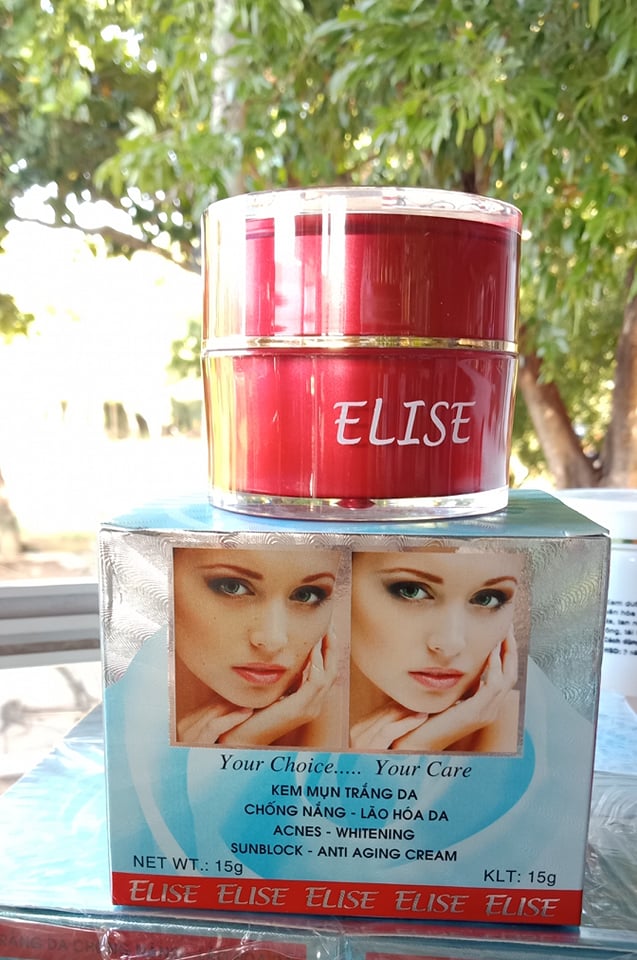 ELISE
Your Choice..... Your Care
KEM MỤN TRẮNG DA
CHỐNG NẮNG - LÃO HÓA DA
ACNES - WHITENING
SUNBLOCK - ANTI AGING CREAM
NET WT.: 15g
KLT: 15g
ELISE ELISE ELISE ELISE ELISE